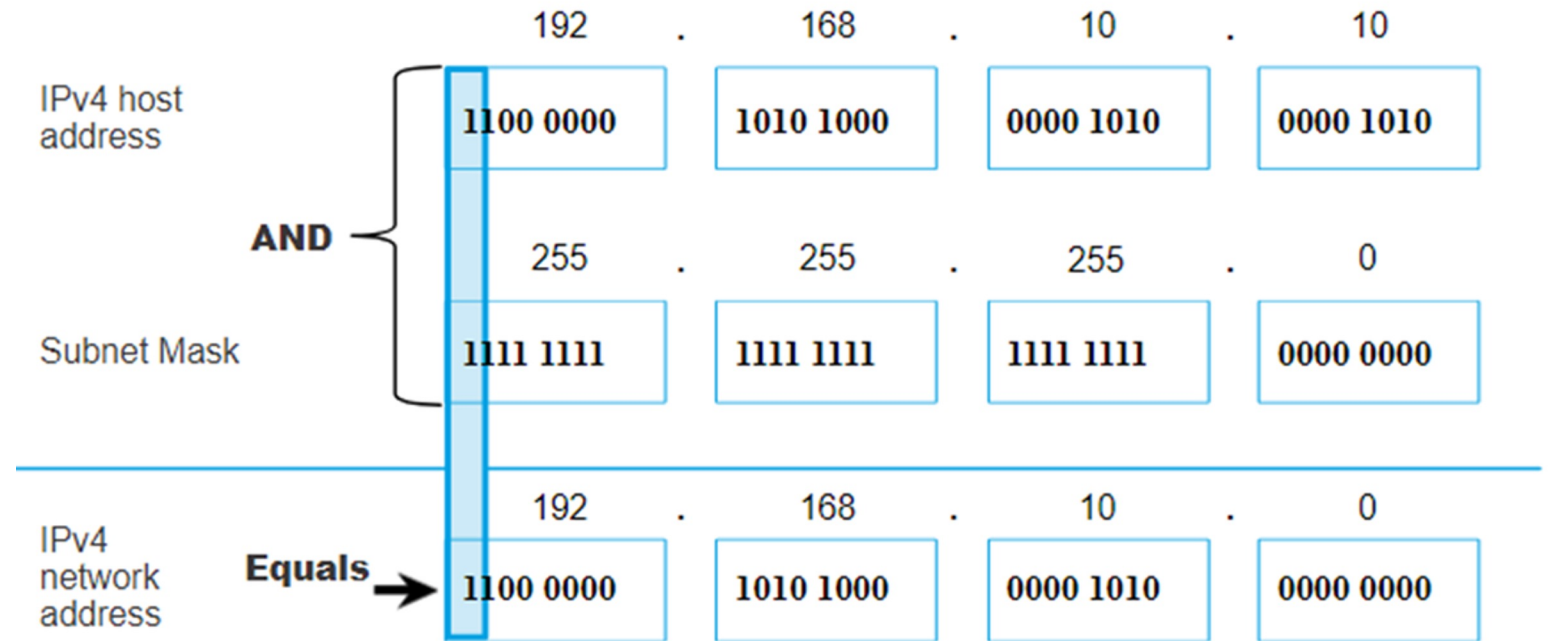 192 . 168 . 10 . 10
IPv4 host
address
1100 0000 1010 1000 0000 1010 0000 1010
AND
255 . 255 . 255 . 0
Subnet Mask
1111 1111 1111 1111 1111 1111 0000 0000
192 . 168 . 10 . 0
IPv4
network
address
Equals
1100 0000 1010 1000 0000 1010 0000 0000